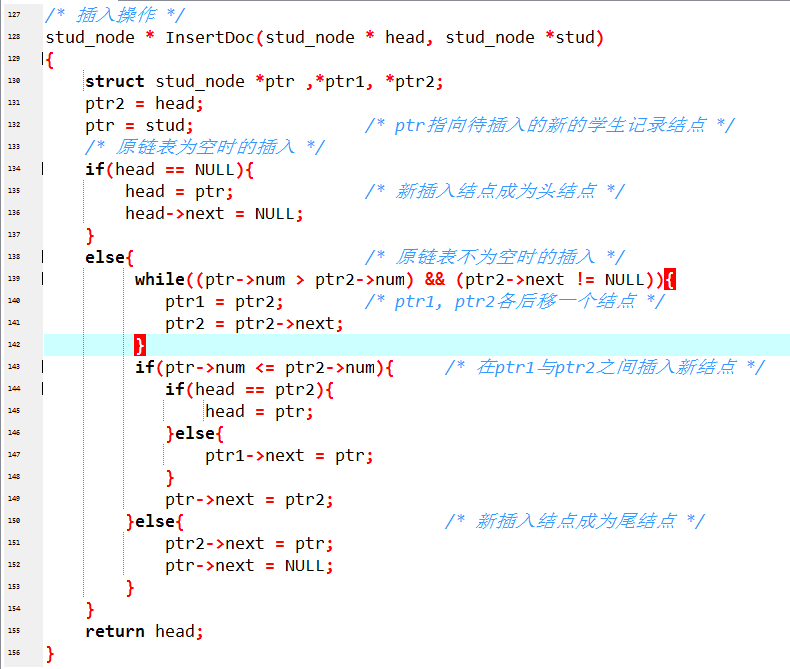 127 /* 插入操作 */
128 stud_node * InsertDoc(stud_node * head, stud_node *stud)
129 {
130 struct stud_node *ptr ,*ptr1, *ptr2;
131 ptr2 = head;
132 ptr = stud; /* ptr指向待插入的新的学生记录结点 */
133 /* 原链表为空时的插入 */
134 if(head == NULL){
135 head = ptr; /* 新插入结点成为头结点 */
136 head->next = NULL;
137 }
138 else{ /* 原链表不为空时的插入 */
139 while((ptr->num > ptr2->num) && (ptr2->next != NULL)){
140 ptr1 = ptr2; /* ptr1, ptr2各后移一个结点 */
141 ptr2 = ptr2->next;
142 }
143 if(ptr->num <= ptr2->num){ /* 在ptr1与ptr2之间插入新结点 */
144 if(head == ptr2){
145 head = ptr;
146 }else{
147 ptr1->next = ptr;
148 }
149 ptr->next = ptr2;
150 }else{ /* 新插入结点成为尾结点 */
151 ptr2->next = ptr;
152 ptr->next = NULL;
153 }
154 }
155 return head;
156 }